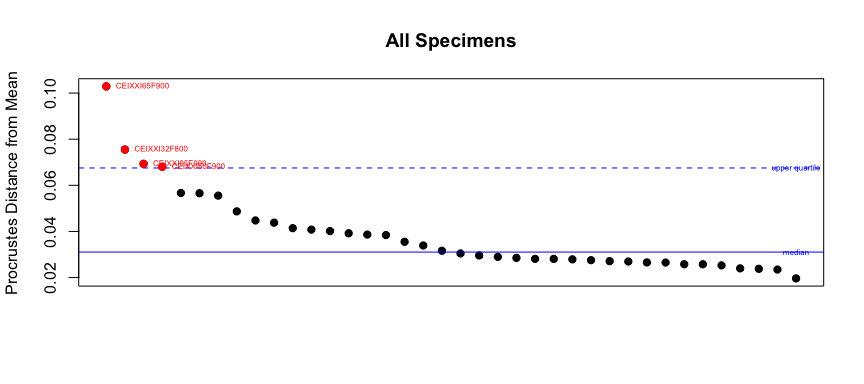 All Specimens
Procrustes Distance from Mean
0.10
0.08
0.06
0.04
0.02
CEIXXI65F900
CEIXXI32F800
upper quartile
median